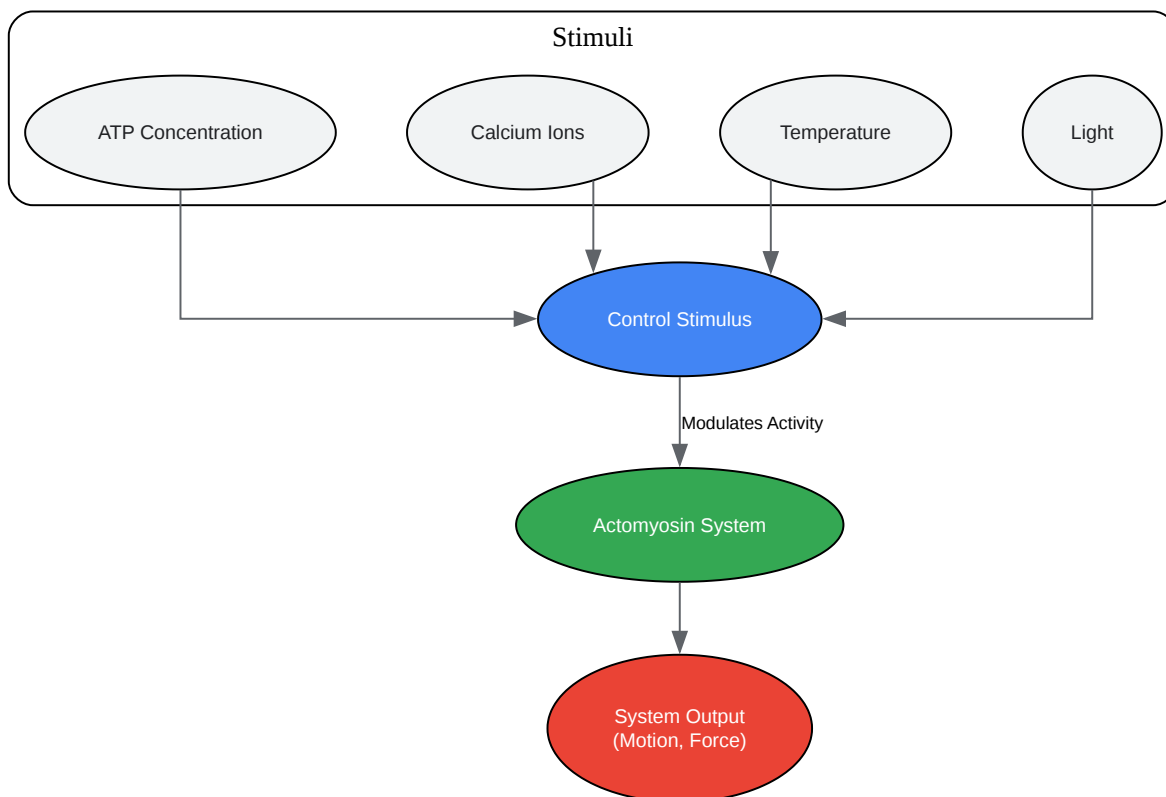 Stimuli
ATP Concentration
Calcium Ions
Temperature
Light
Control Stimulus
Modulates Activity
Actomyosin System
System Output
(Motion, Force)